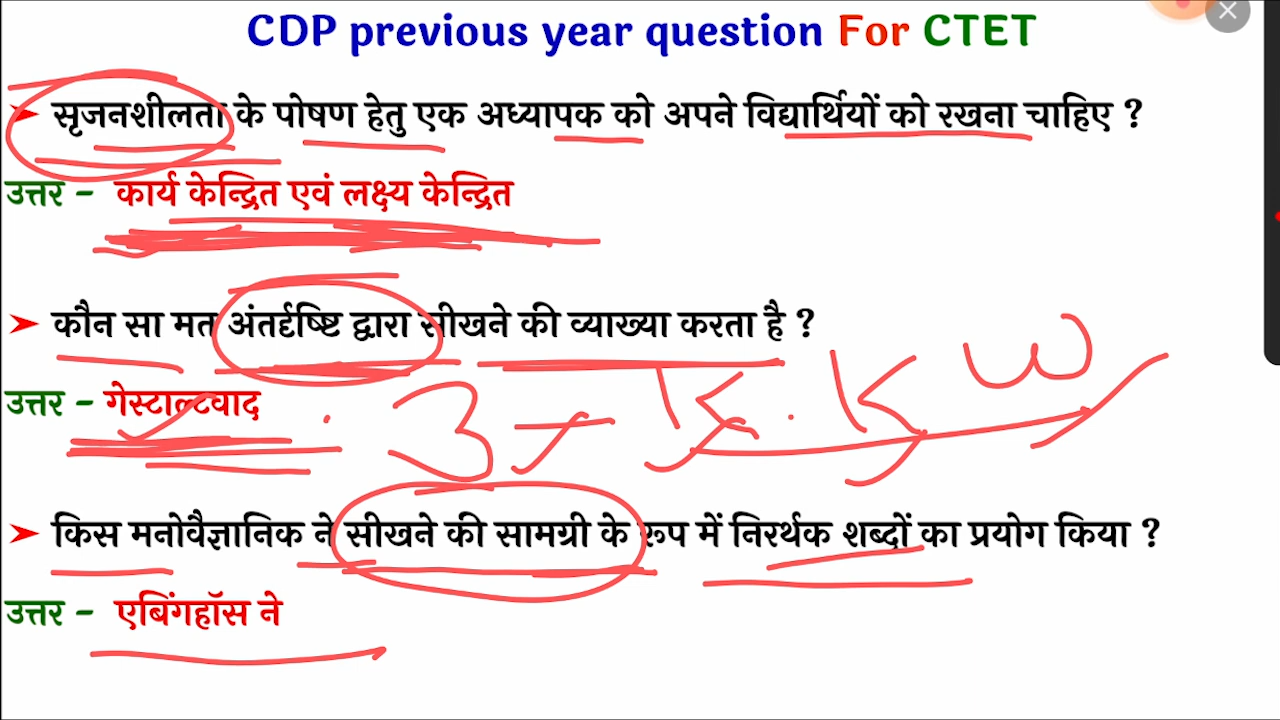 CDP previous year question For CTET
सृजनशीलता के पोषण हेतु एक अध्यापक को अपने विद्यार्थियों को रखना चाहिए ?
उत्तर - कार्य केन्द्रित एवं लक्ष्य केन्द्रित
कौन सा मत अंतर्दृष्टि द्वारा सीखने की व्याख्या करता है ?
उत्तर - गेस्टाल्टवाद
किस मनोवैज्ञानिक ने सीखने की सामग्री के रूप में निरर्थक शब्दों का प्रयोग किया ?
उत्तर - एबिंगहॉस ने